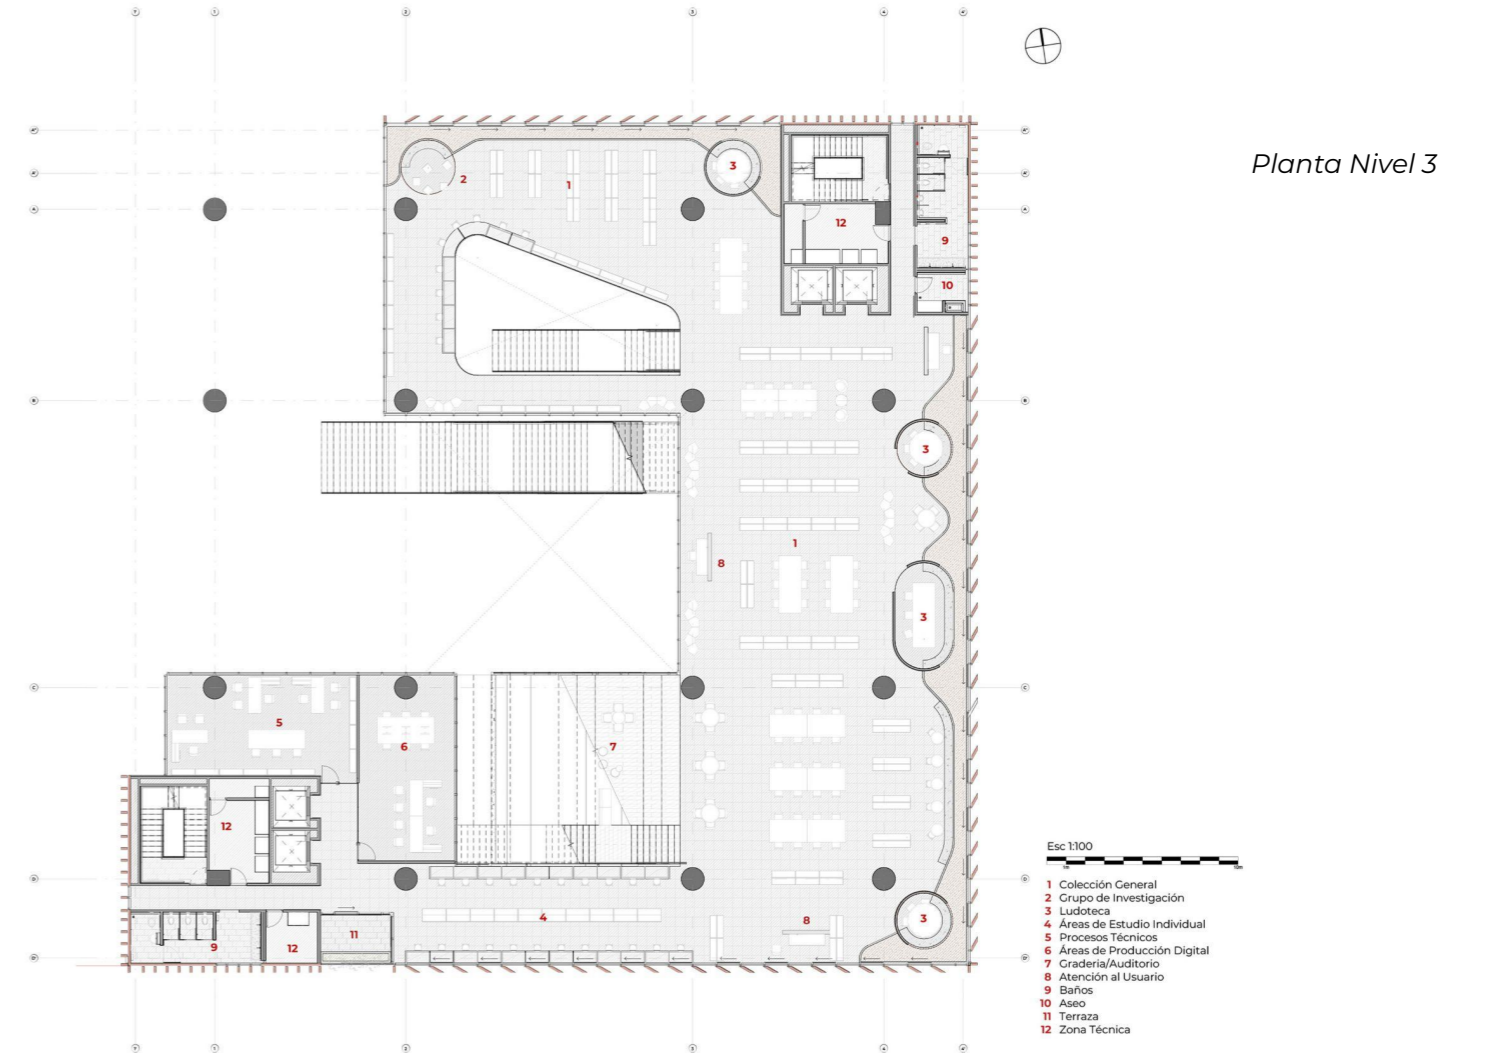 Planta Nivel 3
2
1
3
12
9
10
3
1
8
3
5
6
7
12
4
8
3
9
12
11
Esc 1:100
1 Colección General
2 Grupo de Investigación
3 Ludoteca
4 Áreas de Estudio Individual
5 Procesos Técnicos
6 Áreas de Producción Digital
7 Graderia/Auditorio
8 Atención al Usuario
9 Baños
10 Aseo
11 Terraza
12 Zona Técnica